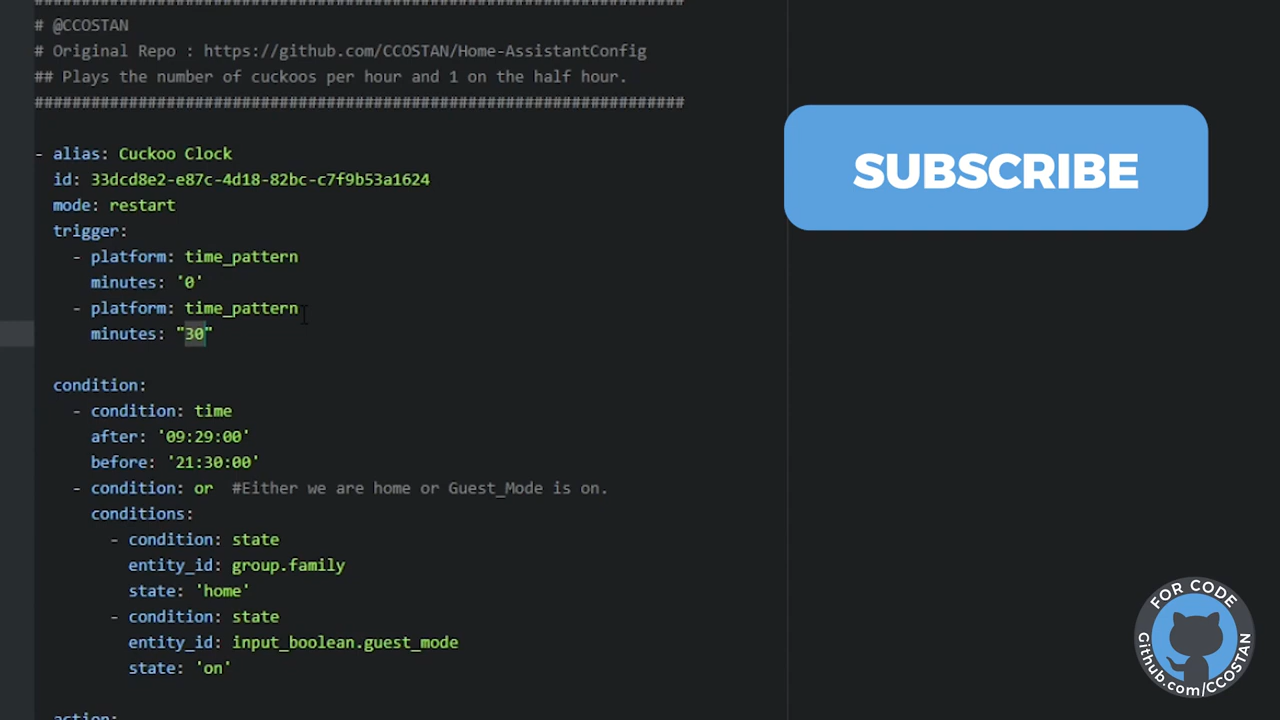 ######################################################################
# @CCOSTAN
# Original Repo : https://github.com/CCOSTAN/Home-AssistantConfig
## Plays the number of cuckoos per hour and 1 on the half hour.
######################################################################
- alias: Cuckoo Clock
id: 33dcd8e2-e87c-4d18-82bc-c7f9b53a1624
mode: restart
trigger:
- platform: time_pattern
minutes: '0'
- platform: time_pattern
minutes: "30"
condition:
- condition: time
after: '09:29:00'
before: '21:30:00'
- condition: or #Either we are home or Guest_Mode is on.
conditions:
- condition: state
entity_id: group.family
state: 'home'
- condition: state
entity_id: input_boolean.guest_mode
state: 'on'
action:
SUBSCRIBE
FOR CODE
Github.com/CCOSTAN